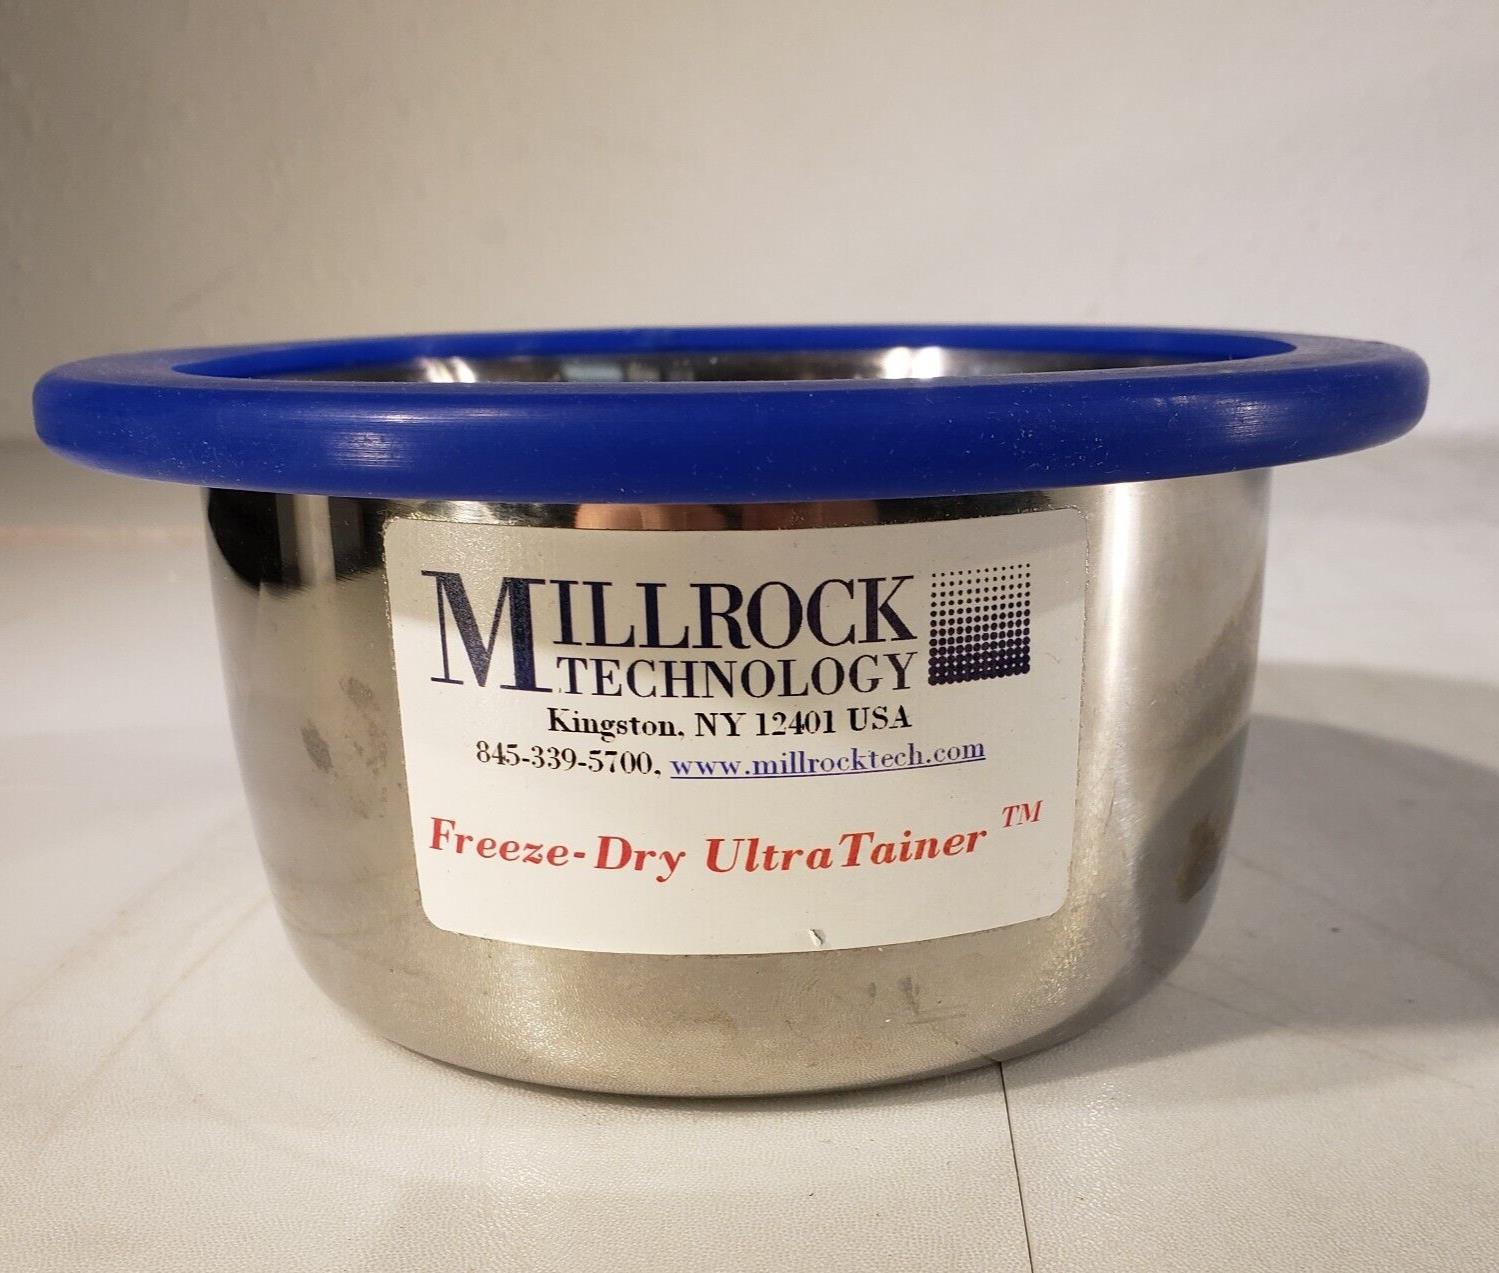 MILLROCK
TECHNOLOGY
Kingston, NY 12401 USA
845-339-5700, www.millrocktech.com
Freeze-Dry UltraTainer TM